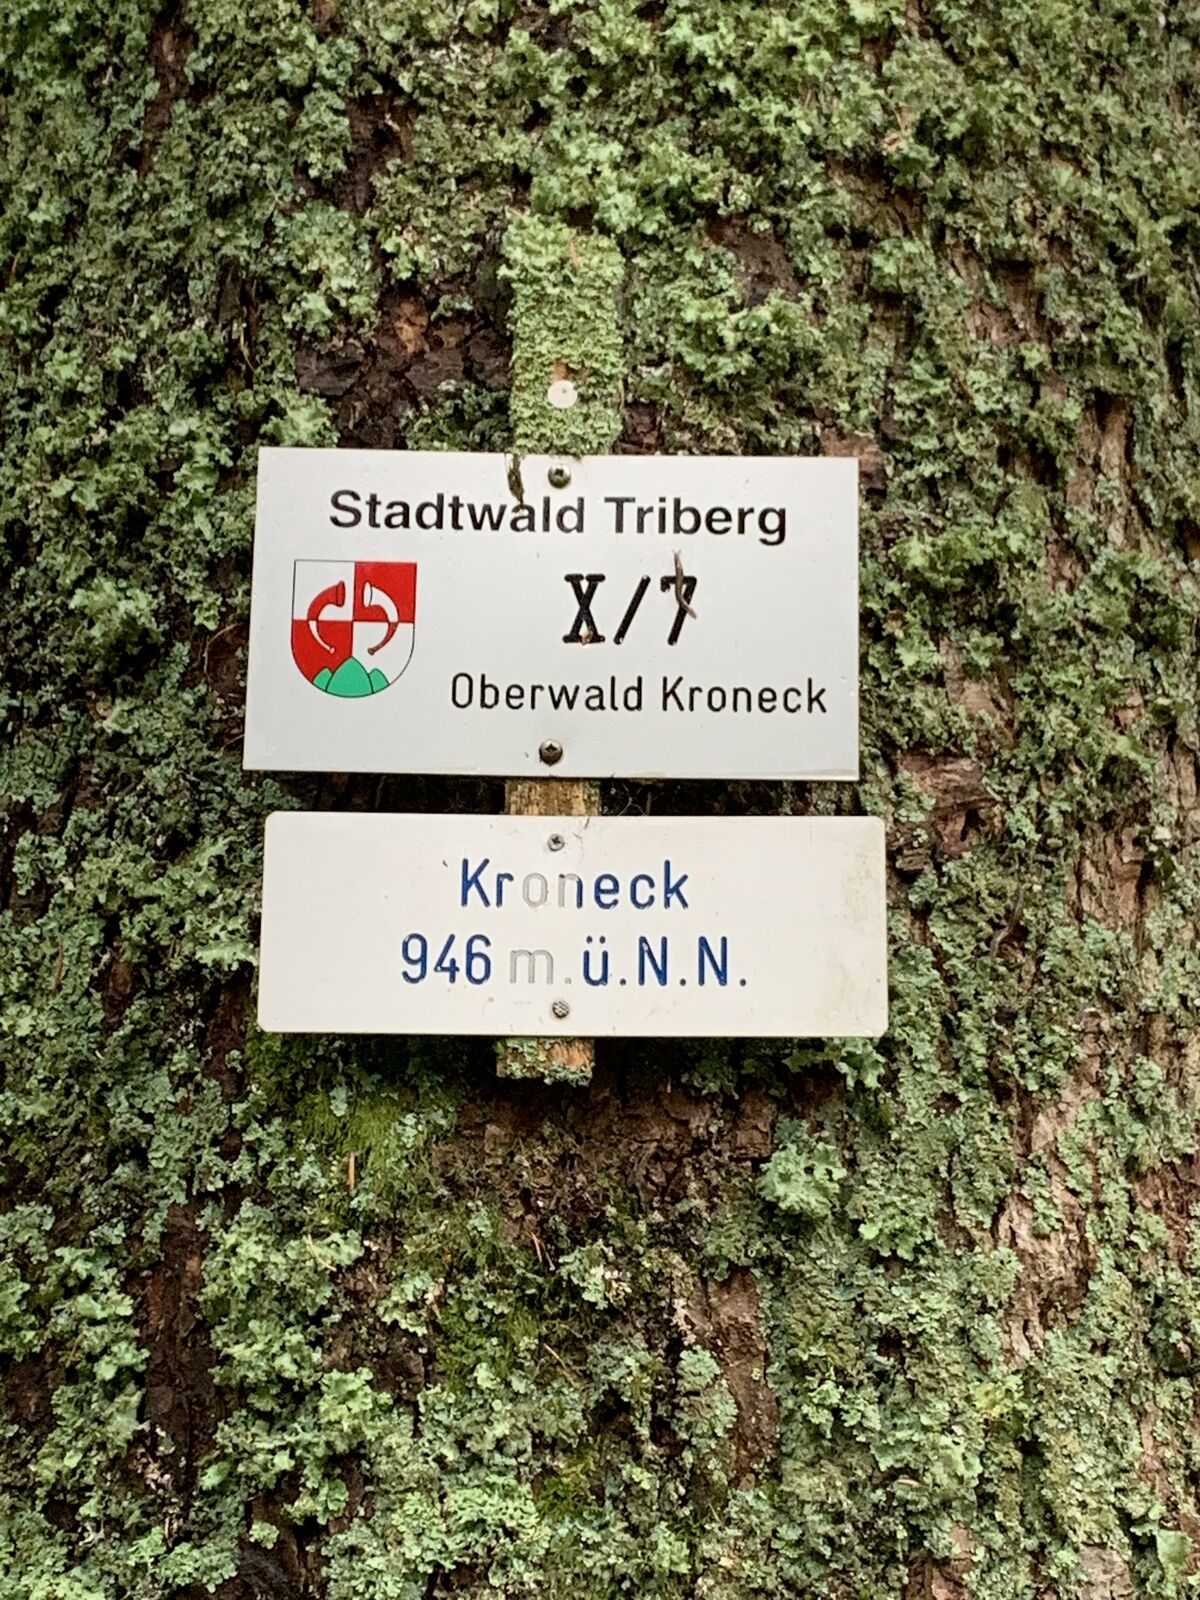 Stadtwald Triberg
X/7
Oberwald Kroneck
Kroneck
946 m.ü.N.N.